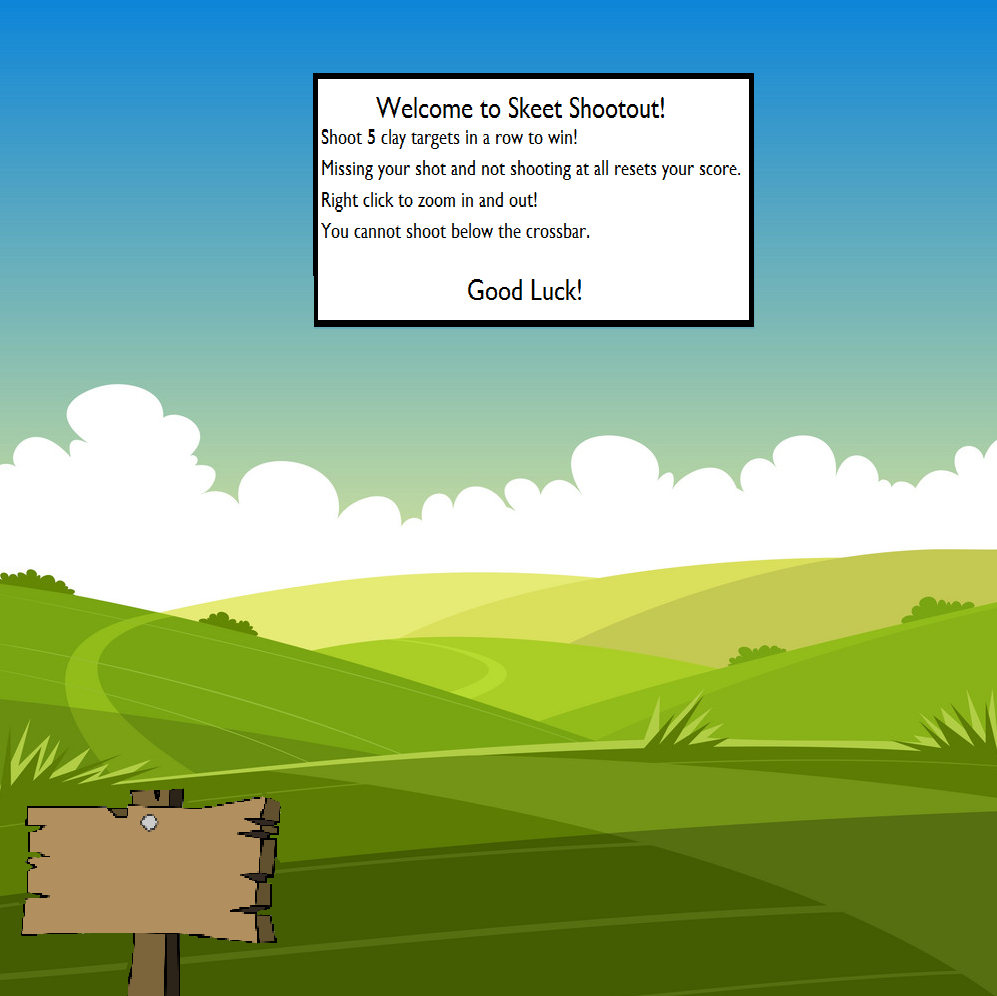 Welcome to Skeet Shootout!
Shoot 5 clay targets in a row to win!
Missing your shot and not shooting at all resets your score.
Right click to zoom in and out!
You cannot shoot below the crossbar.
Good Luck!